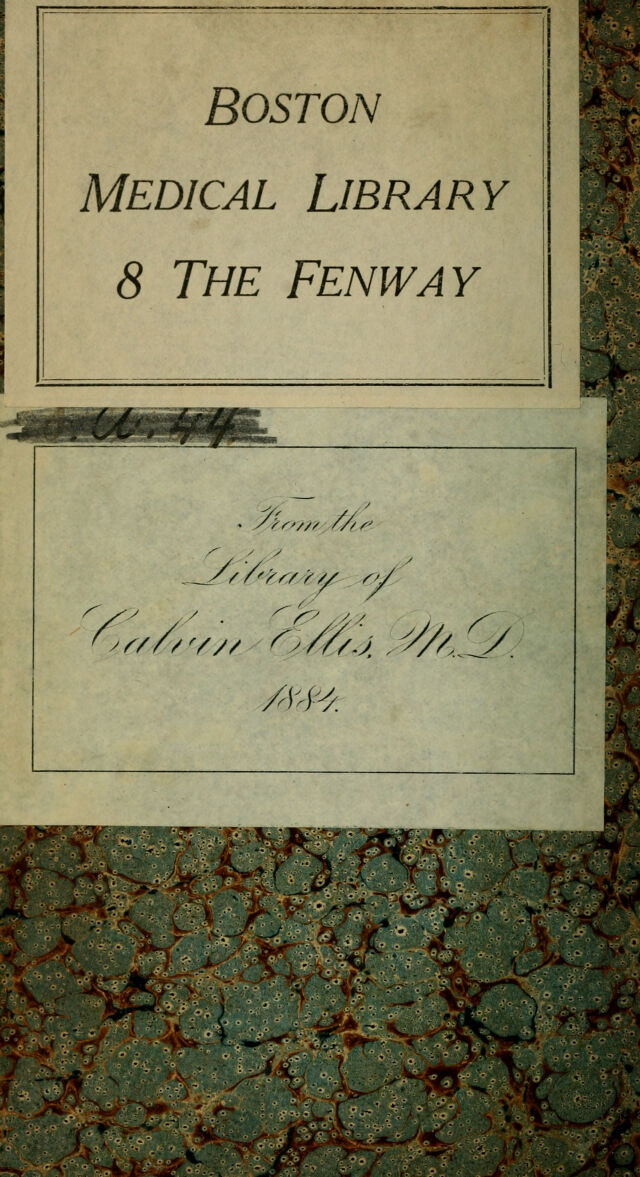 BOSTON
MEDICAL LIBRARY
8 THE FENWAY
From the
Library of
Calvin Ellis, M.D.
1884.